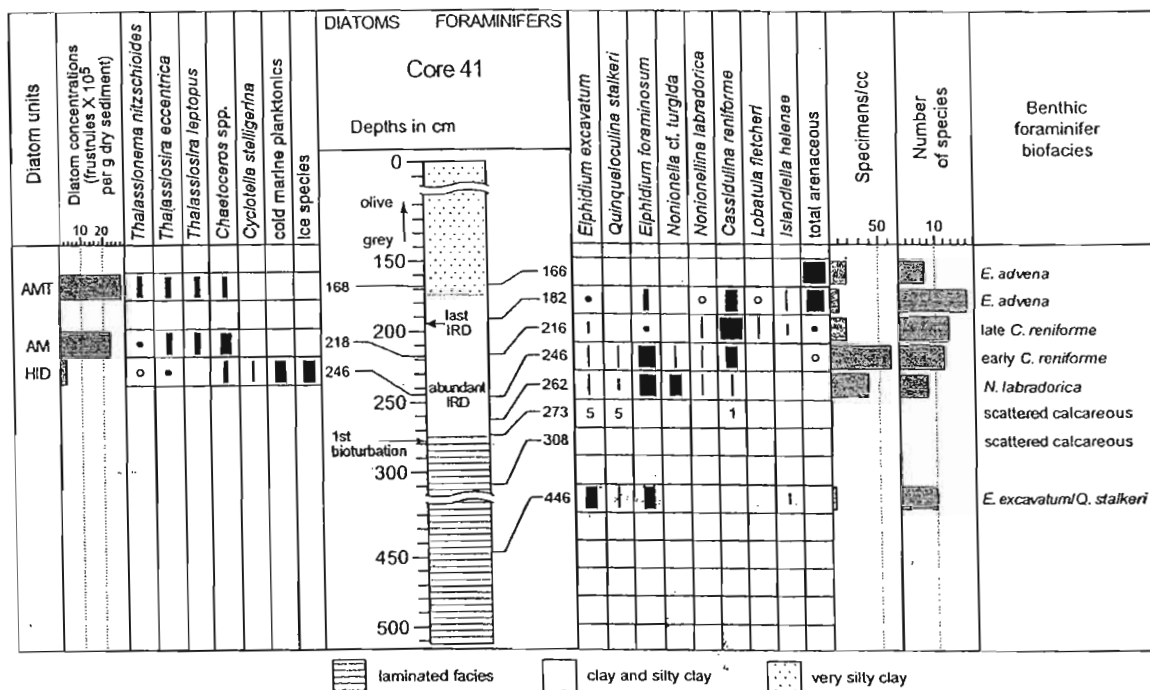 DIATOMS FORAMINIFERS
Core 41
Depths in cm
Diatom units
Diatom concentrations
(frustrules X 10⁵
per g dry sediment)
Thalassionema nitzschioides
Thalassiosira eccentrica
Thalassiosira leptopus
Chaetoceros spp.
Cyclotella stelligerina
cold marine planktonics
Ice species
Elphidium excavatum
Quinqueloculine stalkeri
Elphidium foraminosum
Nonionella cf. turgida
Nonionelline labradorica
Cassidulina reniforme
Lobatula fletcheri
Islandiella helenae
total arenaceous
Specimens/cc
Number
of species
Benthic
foraminifer
biofacies
10 20
50
10
0
olive
grey
150
200
250
300
450
500
AMT
AM
HID
168
218
246
last
IRD
abundant
IRD
1st
bioturbation
166
182
216
246
262
273
308
446
5 5 1
E. advena
E. advena
late C. reniforme
early C. reniforme
N. labradorica
scattered calcareous
scattered calcareous
E. excavatum/Q. stalkeri
laminated facies
clay and silty clay
very silty clay